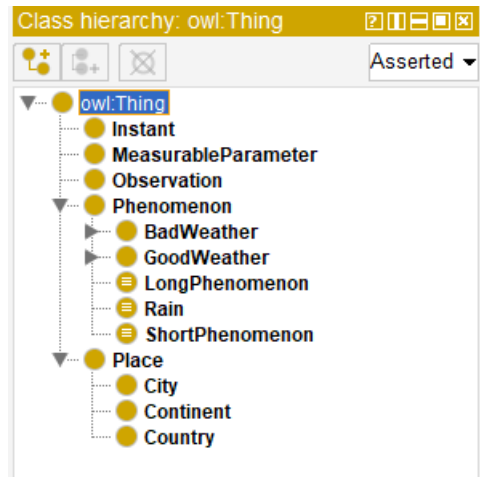 Class hierarchy: owl:Thing
Asserted
owl:Thing
Instant
MeasurableParameter
Observation
Phenomenon
BadWeather
GoodWeather
LongPhenomenon
Rain
ShortPhenomenon
Place
City
Continent
Country